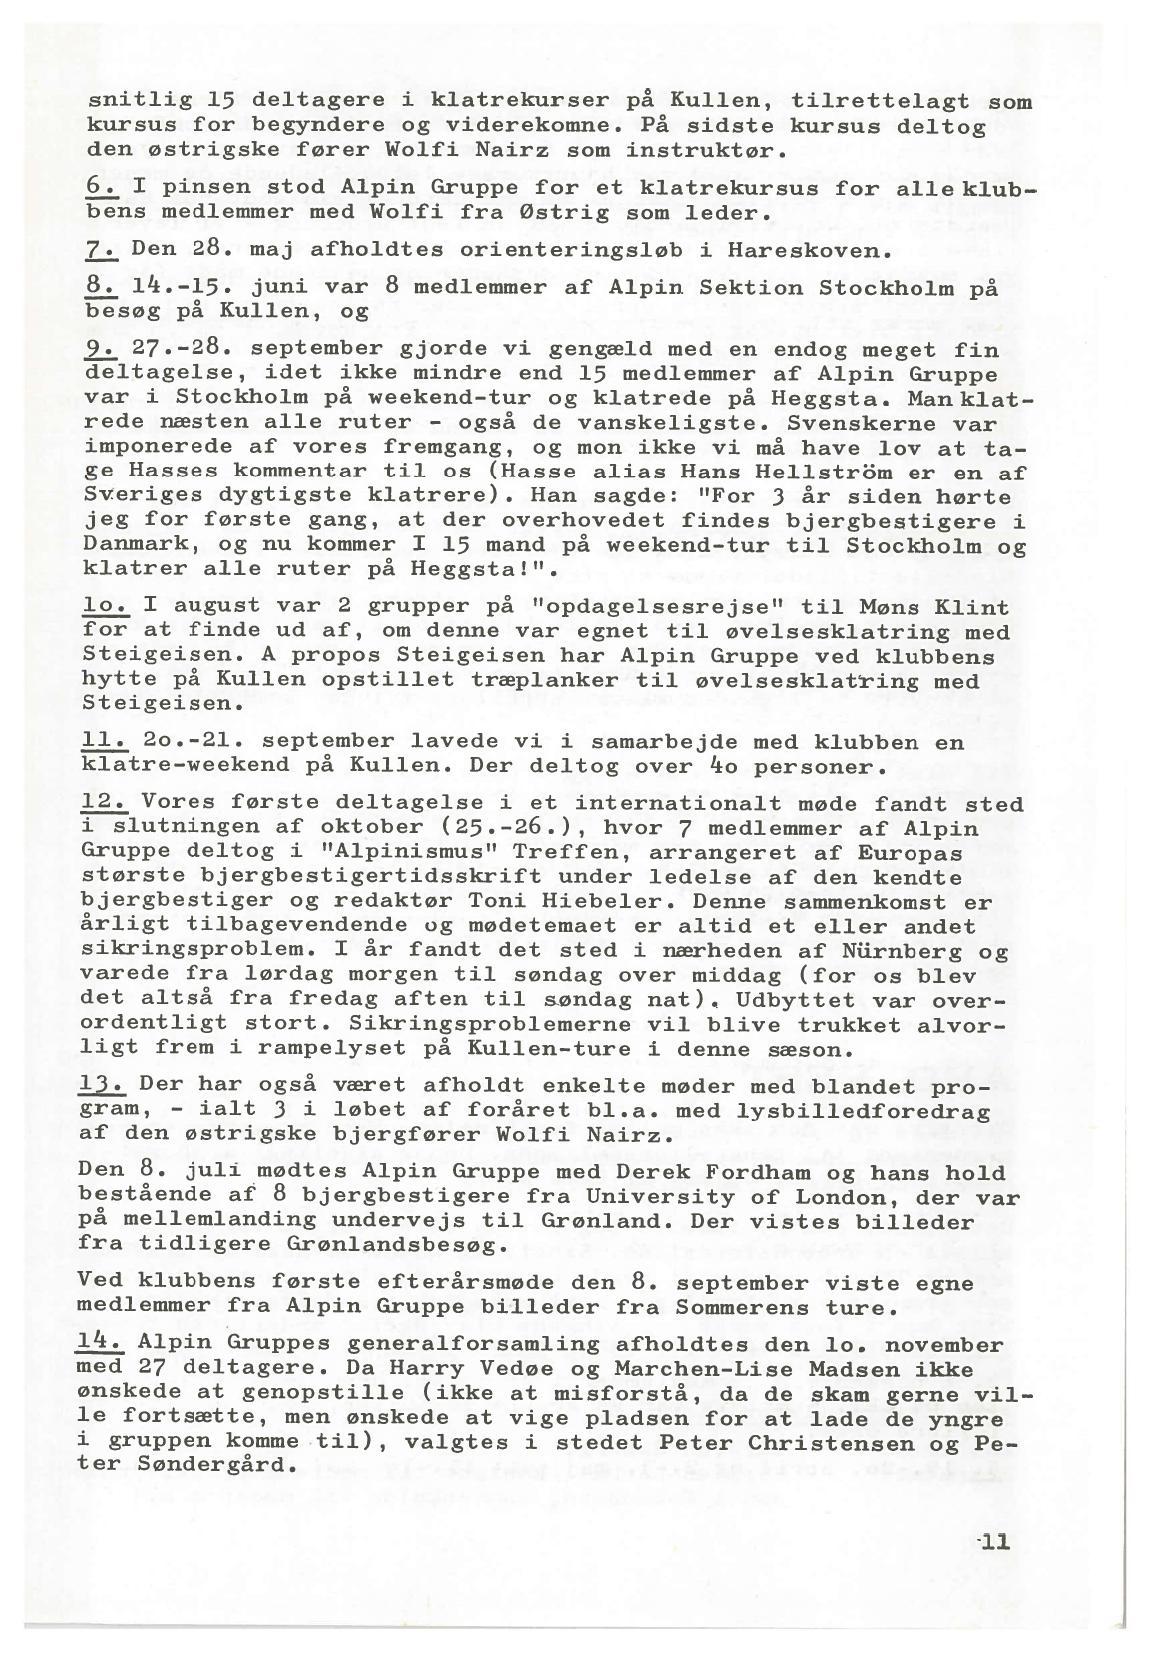 snitlig 15 deltagere i klatrekurser på Kullen, tilrettelagt som
kursus for begyndere og viderekomne. På sidste kursus deltog
den østrigske fører Wolfi Nairz som instruktør.
6. I pinsen stod Alpin Gruppe for et klatrekursus for alle klub-
bens medlemmer med Wolfi fra Østrig som leder.
7. Den 28. maj afholdtes orienteringsløb i Hareskoven.
8. 14.-15. juni var 8 medlemmer af Alpin Sektion Stockholm på
besøg på Kullen, og
9. 27.-28. september gjorde vi gengæld med en endog meget fin
deltagelse, idet ikke mindre end 15 medlemmer af Alpin Gruppe
var i Stockholm på weekend-tur og klatrede på Heggsta. Man klat-
rede næsten alle ruter - også de vanskeligste. Svenskerne var
imponerede af vores fremgang, og mon ikke vi må have lov at ta-
ge Hasses kommentar til os (Hasse alias Hans Hellström er en af
Sveriges dygtigste klatrere). Han sagde: "For 3 år siden hørte
jeg for første gang, at der overhovedet findes bjergbestigere i
Danmark, og nu kommer I 15 mand på weekend-tur til Stockholm og
klatrer alle ruter på Heggsta!".
lo. I august var 2 grupper på "opdagelsesrejse" til Møns Klint
for at finde ud af, om denne var egnet til øvelsesklatring med
Steigeisen. A propos Steigeisen har Alpin Gruppe ved klubbens
hytte på Kullen opstillet træplanker til øvelsesklatring med
Steigeisen.
11. 2o.-21. september lavede vi i samarbejde med klubben en
klatre-weekend på Kullen. Der deltog over 4o personer.
12. Vores første deltagelse i et internationalt møde fandt sted
i slutningen af oktober (25.-26.), hvor 7 medlemmer af Alpin
Gruppe deltog i "Alpinismus" Treffen, arrangeret af Europas
største bjergbestigertidsskrift under ledelse af den kendte
bjergbestiger og redaktør Toni Hiebeler. Denne sammenkomst er
årligt tilbagevendende og mødetemaet er altid et eller andet
sikringsproblem. I år fandt det sted i nærheden af Nürnberg og
varede fra lørdag morgen til søndag over middag (for os blev
det altså fra fredag aften til søndag nat). Udbyttet var over-
ordentligt stort. Sikringsproblemerne vil blive trukket alvor-
ligt frem i rampelyset på Kullen-ture i denne sæson.
13. Der har også været afholdt enkelte møder med blandet pro-
gram, - ialt 3 i løbet af foråret bl.a. med lysbilledforedrag
af den østrigske bjergfører Wolfi Nairz.
Den 8. juli mødtes Alpin Gruppe med Derek Fordham og hans hold
bestående af 8 bjergbestigere fra University of London, der var
på mellemlanding undervejs til Grønland. Der vistes billeder
fra tidligere Grønlandsbesøg.
Ved klubbens første efterårsmøde den 8. september viste egne
medlemmer fra Alpin Gruppe billeder fra Sommerens ture.
14. Alpin Gruppes generalforsamling afholdtes den lo. november
med 27 deltagere. Da Harry Vedøe og Marchen-Lise Madsen ikke
ønskede at genopstille (ikke at misforstå, da de skam gerne vil-
le fortsætte, men ønskede at vige pladsen for at lade de yngre
i gruppen komme til), valgtes i stedet Peter Christensen og Pe-
ter Søndergård.
11